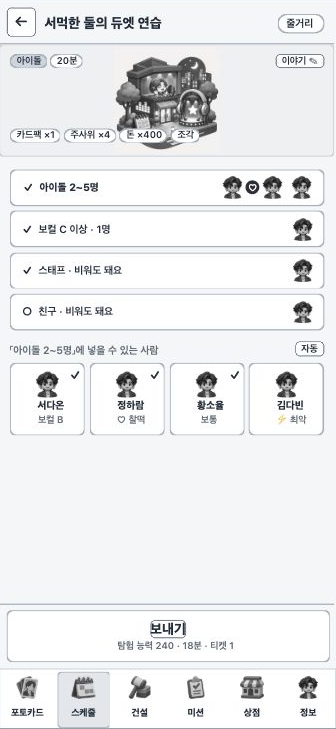 ← 서먹한 둘의 듀엣 연습 줄거리
아이돌 20분 이야기 ✎
카드팩 ×1 주사위 ×4 돈 ×400 조각
✓ 아이돌 2~5명
✓ 보컬 C 이상 · 1명
✓ 스태프 · 비워도 돼요
○ 친구 · 비워도 돼요
「아이돌 2~5명」에 넣을 수 있는 사람 자동
서다온 정하람 황소율 김다빈
보컬 B ♡ 찰떡 보통 ⚡ 최악
보내기
탐험 능력 240 · 18분 · 티켓 1
포토카드 스케줄 건설 미션 상점 정보